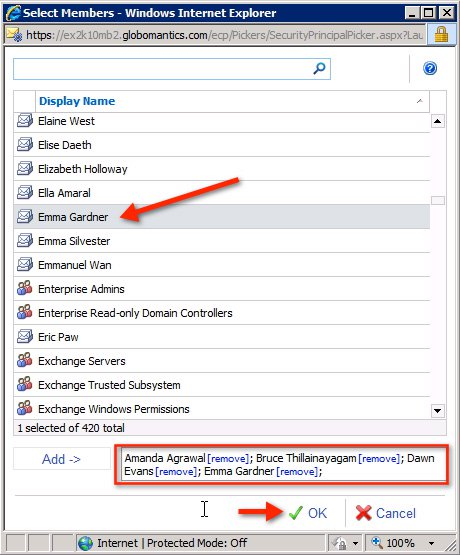 Select Members - Windows Internet Explorer
https://ex2k10mb2.globomantics.com/ecp/Pickers/SecurityPrincipalPicker.aspx?Lau
Display Name
Elaine West
Elise Daeth
Elizabeth Holloway
Ella Amaral
Emma Gardner
Emma Silvester
Emmanuel Wan
Enterprise Admins
Enterprise Read-only Domain Controllers
Eric Paw
Exchange Servers
Exchange Trusted Subsystem
Exchange Windows Permissions
1 selected of 420 total
Add -> Amanda Agrawal[remove]; Bruce Thillainayagam[remove]; Dawn
Evans[remove]; Emma Gardner[remove];
OK Cancel
Internet | Protected Mode: Off 100%